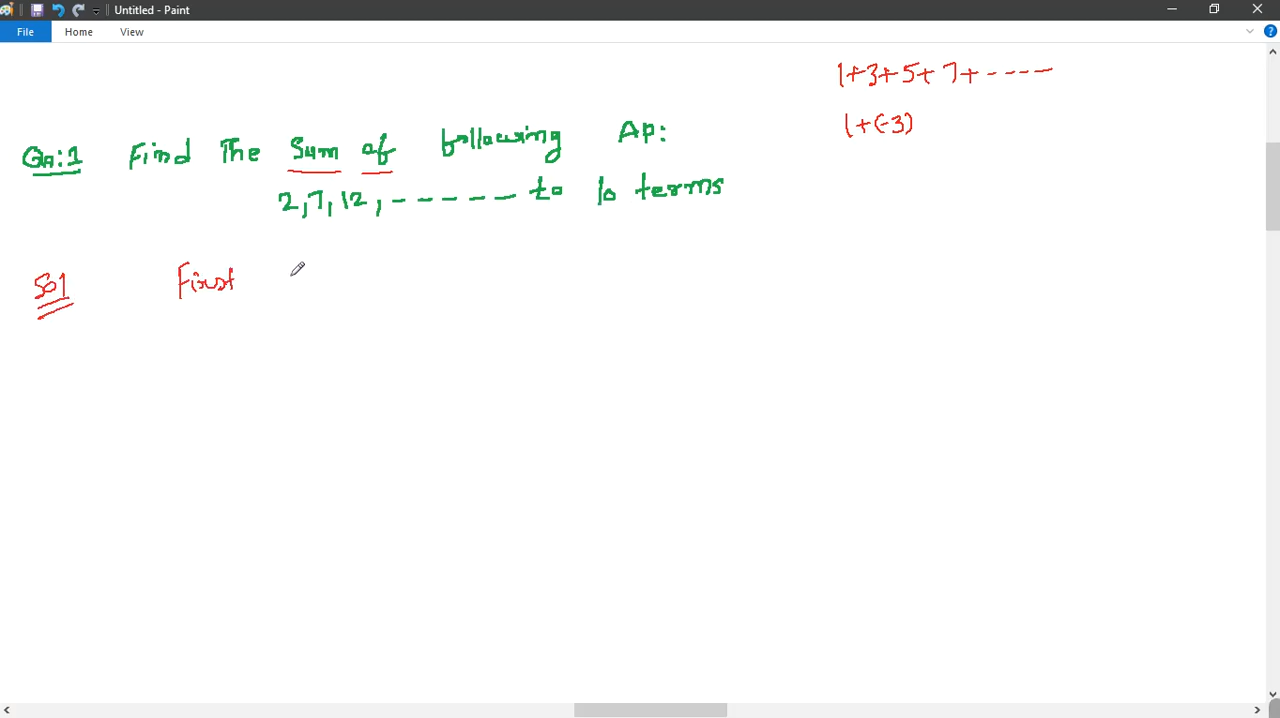 Untitled - Paint
File Home View
1+3+5+7+----
1+(-3)
Qn:1 Find The Sum of following Ap:
2,7,12,------ to 10 terms
Sol First